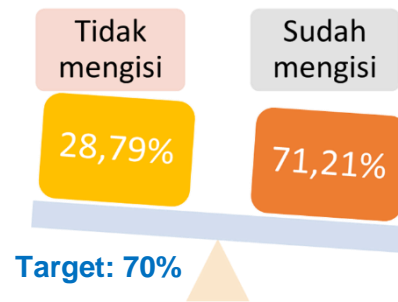 Tidak
mengisi
Sudah
mengisi
28,79%
71,21%
Target: 70%